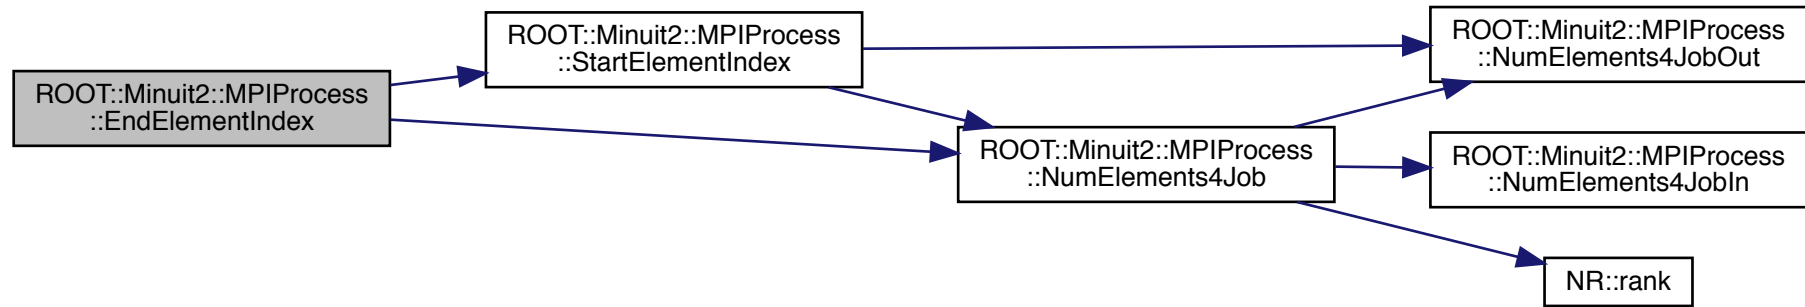 ROOT::Minuit2::MPIProcess
::EndElementIndex
ROOT::Minuit2::MPIProcess
::StartElementIndex
ROOT::Minuit2::MPIProcess
::NumElements4Job
ROOT::Minuit2::MPIProcess
::NumElements4JobOut
ROOT::Minuit2::MPIProcess
::NumElements4JobIn
NR::rank